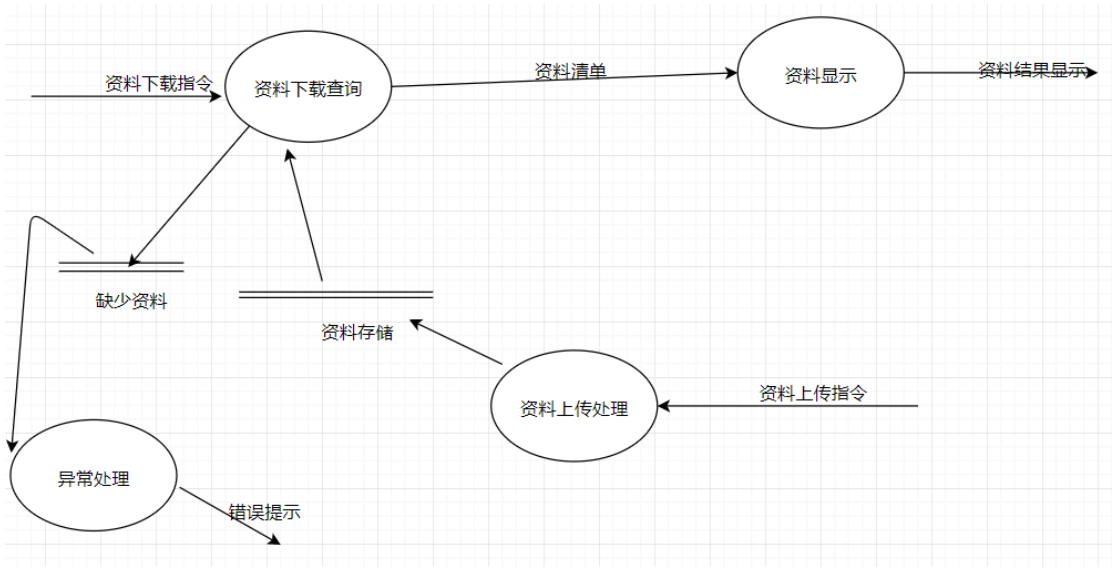 资料下载指令
资料下载查询
资料清单
资料显示
资料结果显示
缺少资料
资料存储
资料上传处理
资料上传指令
异常处理
错误提示